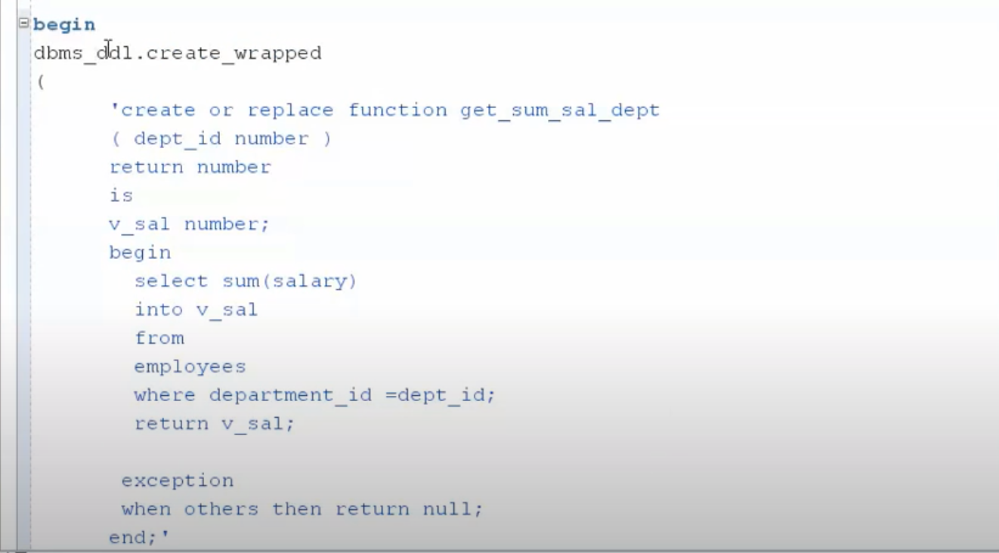 begin
dbms_ddl.create_wrapped
(
'create or replace function get_sum_sal_dept
( dept_id number )
return number
is
v_sal number;
begin
select sum(salary)
into v_sal
from
employees
where department_id =dept_id;
return v_sal;
exception
when others then return null;
end;'